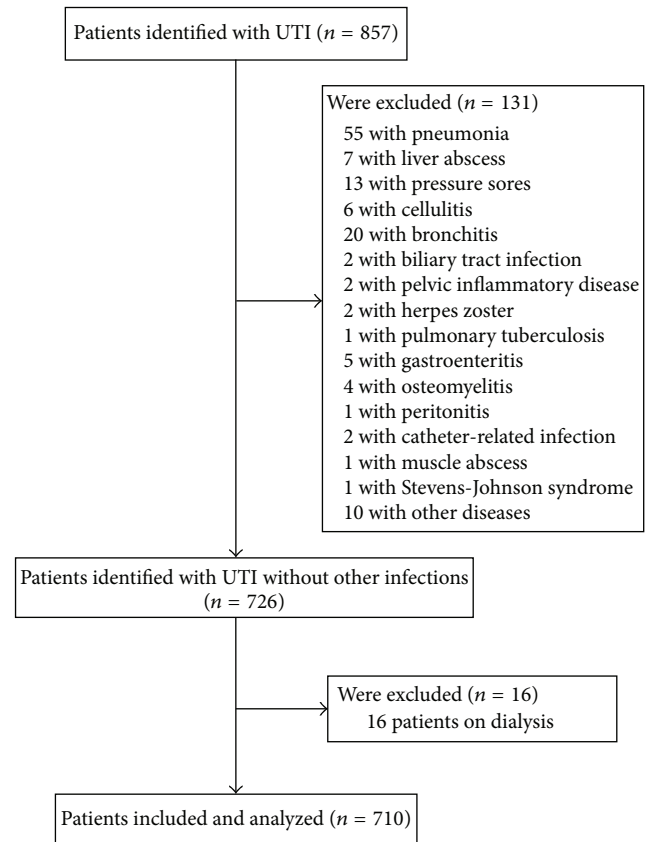 Patients identified with UTI (n = 857)
Were excluded (n = 131)
55 with pneumonia
7 with liver abscess
13 with pressure sores
6 with cellulitis
20 with bronchitis
2 with biliary tract infection
2 with pelvic inflammatory disease
2 with herpes zoster
1 with pulmonary tuberculosis
5 with gastroenteritis
4 with osteomyelitis
1 with peritonitis
2 with catheter-related infection
1 with muscle abscess
1 with Stevens-Johnson syndrome
10 with other diseases
Patients identified with UTI without other infections
(n = 726)
Were excluded (n = 16)
16 patients on dialysis
Patients included and analyzed (n = 710)